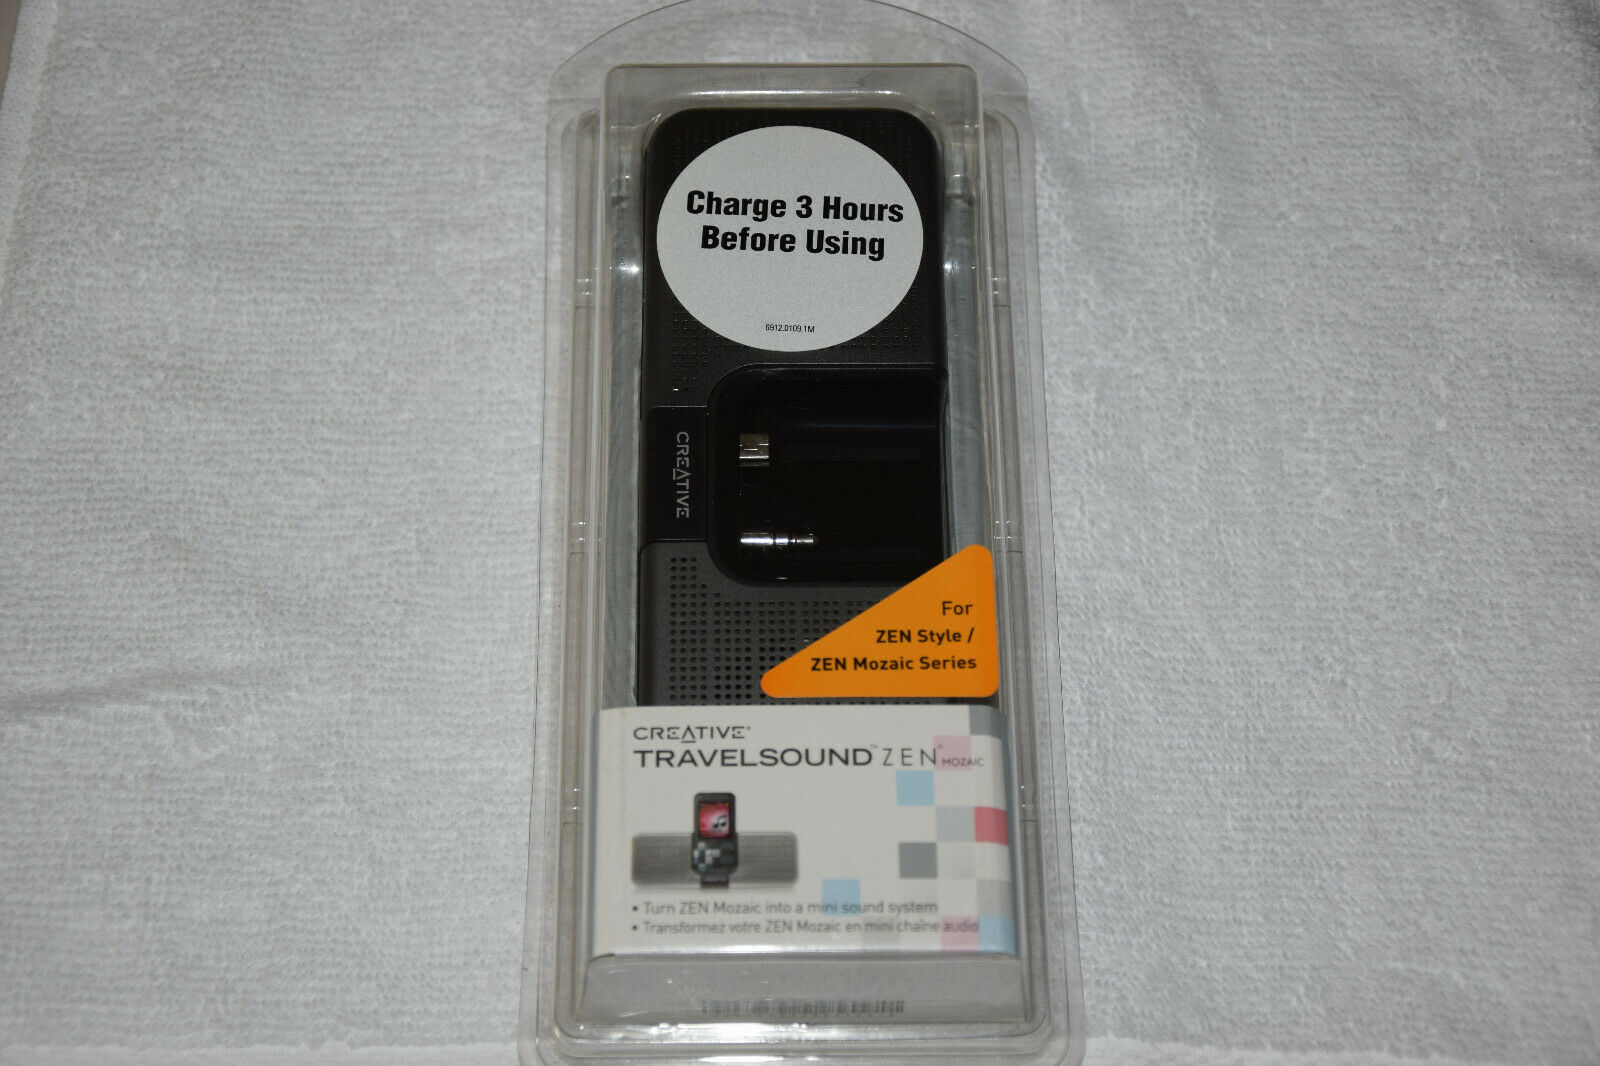 Charge 3 Hours
Before Using
6912.0109.1M
CREATIVE
For
ZEN Style /
ZEN Mozaic Series
CREATIVE®
TRAVELSOUND™ ZEN® MOZAIC
• Turn ZEN Mozaic into a mini sound system
• Transformez votre ZEN Mozaic en mini chaîne audio